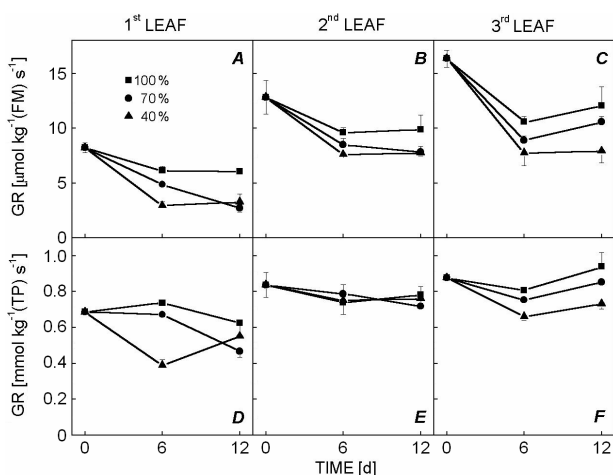 1st LEAF 2nd LEAF 3rd LEAF
GR [µmol kg-1(FM) s-1]
15
10
5
0
A
100 %
70 %
40 %
B
C
GR [mmol kg-1(TP) s-1]
1.0
0.8
0.6
0.4
0.2
0.0
D
E
F
0 6 12 0 6 12 0 6 12
TIME [d]